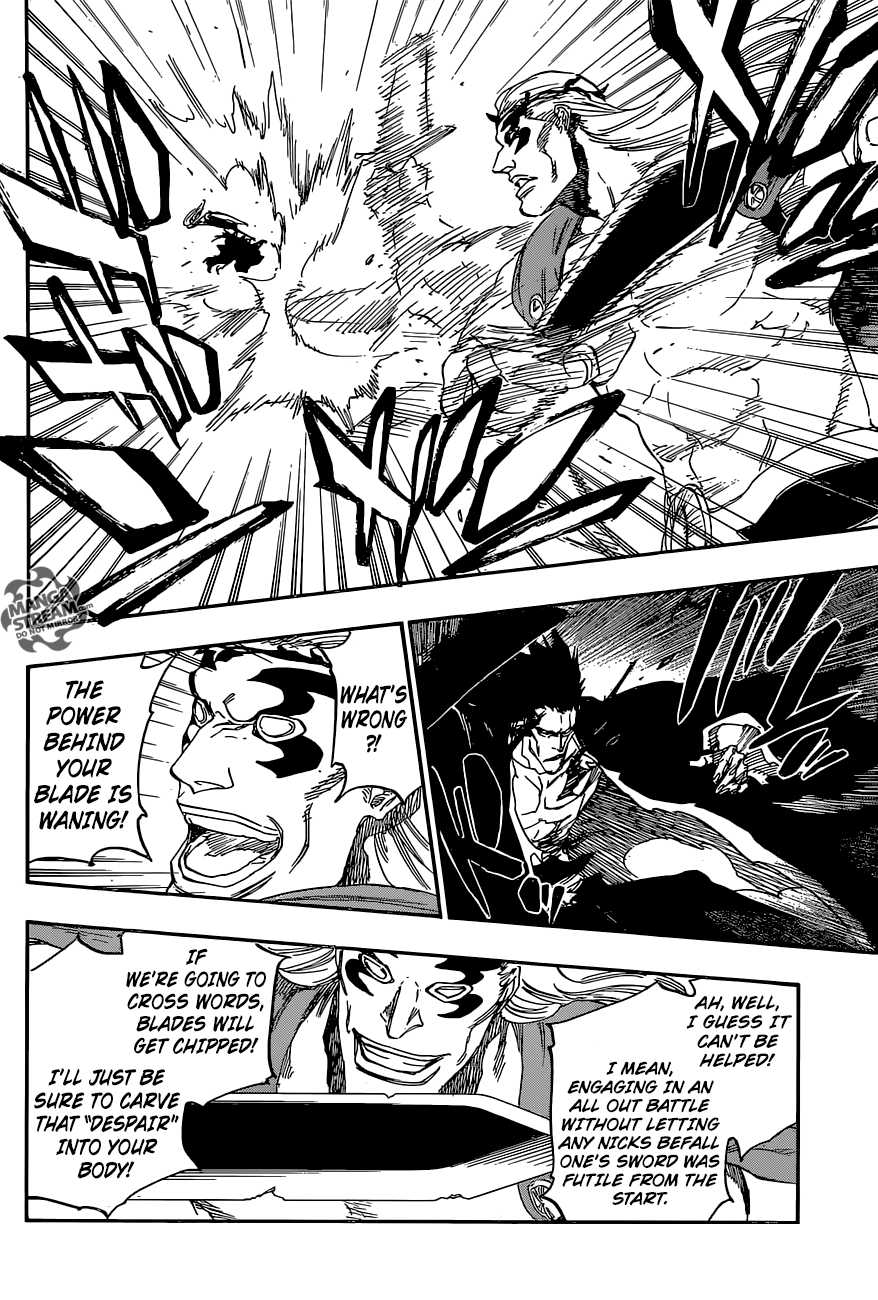 MANGA
STREAM.com
DO NOT MIRROR
WHAT'S
WRONG
?!
THE
POWER
BEHIND
YOUR
BLADE IS
WANING!
AH, WELL,
I GUESS IT
CAN'T BE
HELPED!
I MEAN,
ENGAGING IN AN
ALL OUT BATTLE
WITHOUT LETTING
ANY NICKS BEFALL
ONE'S SWORD WAS
FUTILE FROM THE
START.
IF
WE'RE GOING TO
CROSS WORDS,
BLADES WILL
GET CHIPPED!
I'LL JUST BE
SURE TO CARVE
THAT "DESPAIR"
INTO YOUR
BODY!